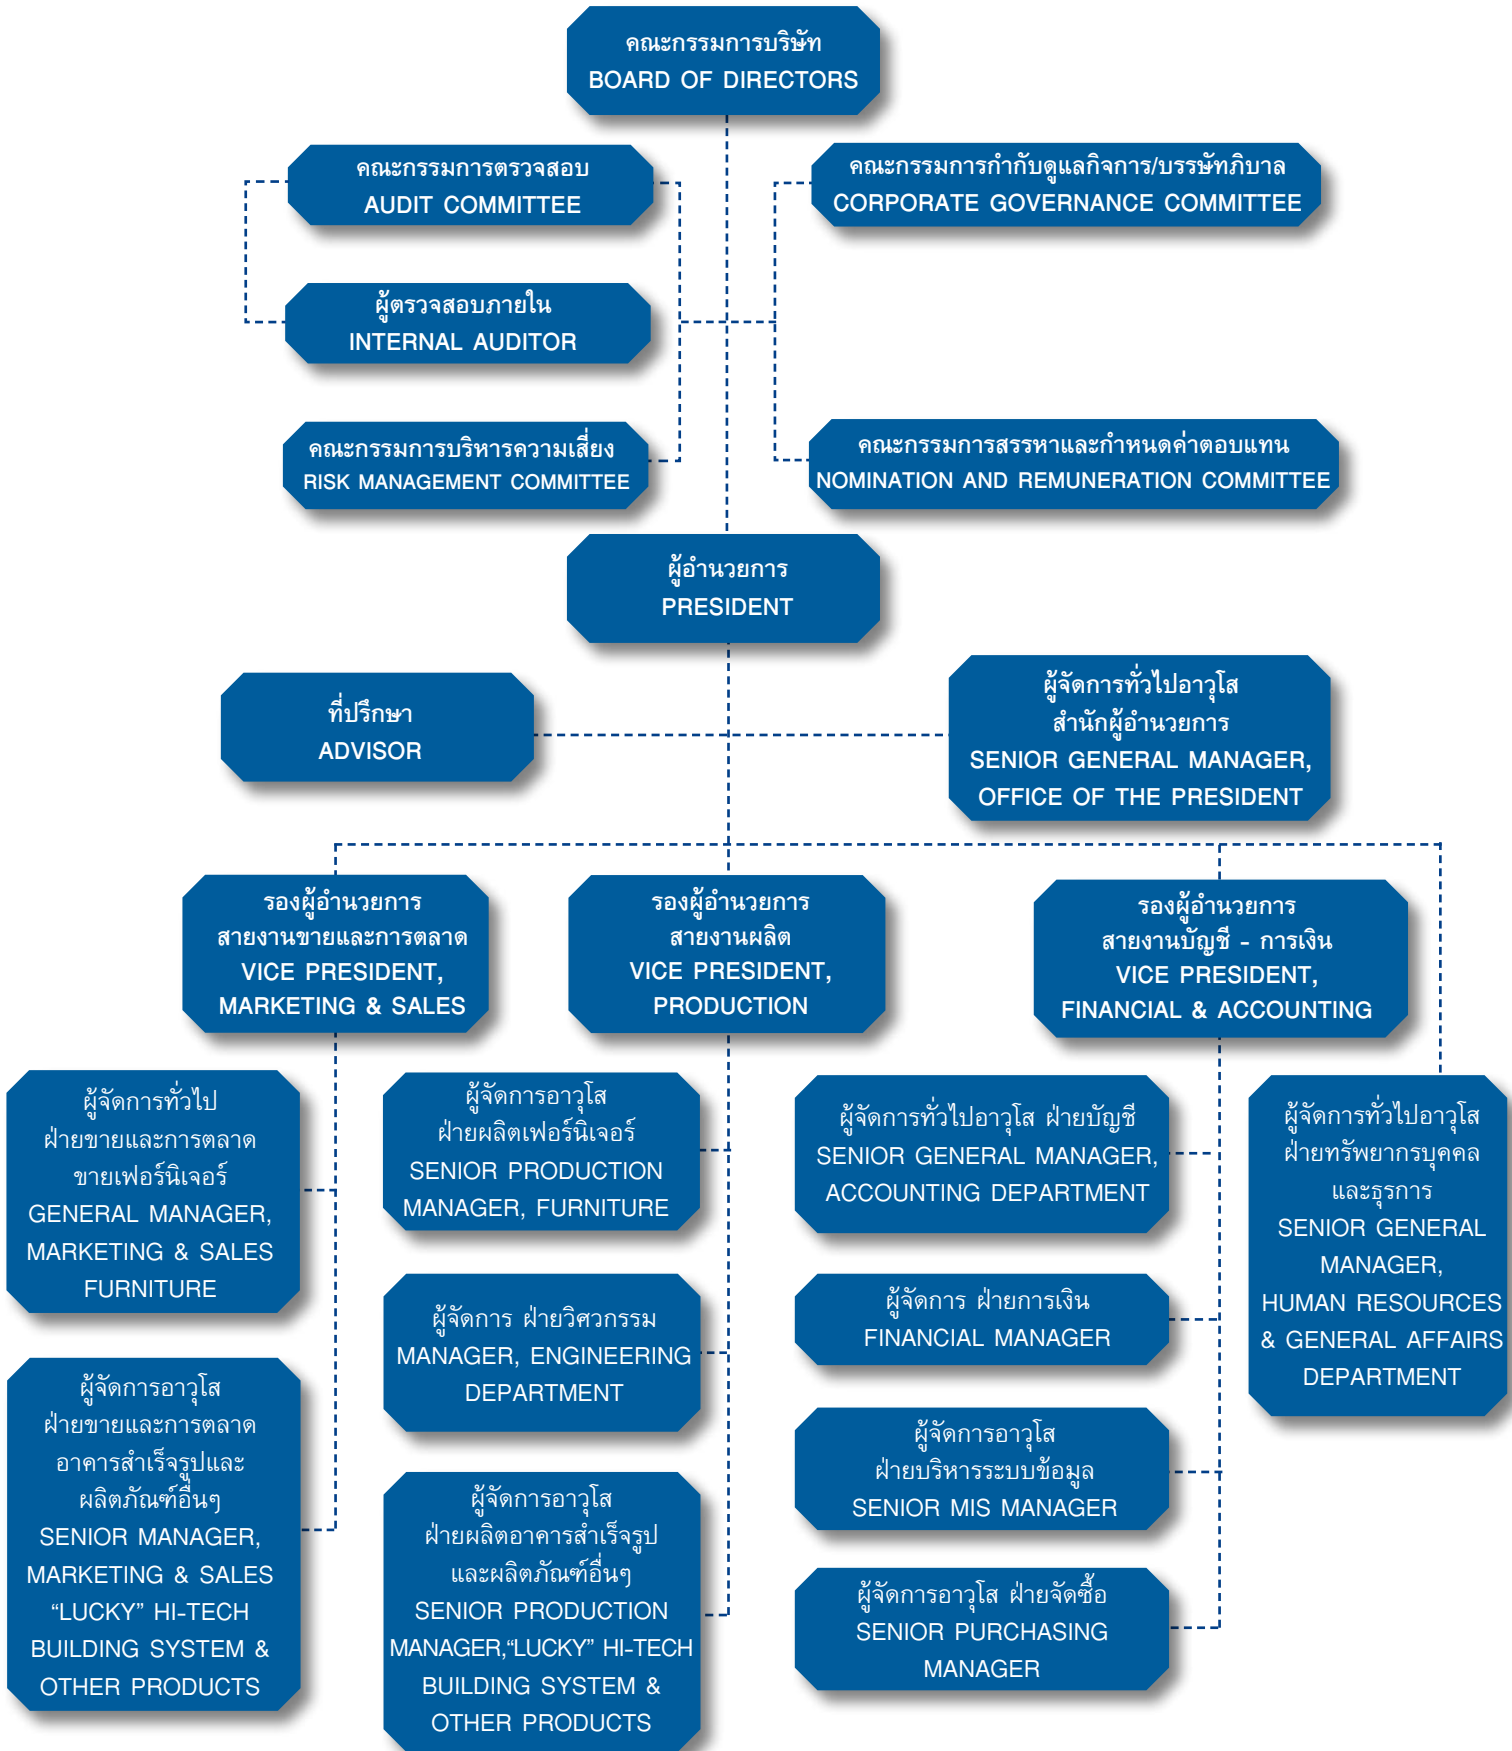 คณะกรรมการบริษัท
BOARD OF DIRECTORS
คณะกรรมการตรวจสอบ
AUDIT COMMITTEE
คณะกรรมการกำกับดูแลกิจการ/บรรษัทภิบาล
CORPORATE GOVERNANCE COMMITTEE
ผู้ตรวจสอบภายใน
INTERNAL AUDITOR
คณะกรรมการบริหารความเสี่ยง
RISK MANAGEMENT COMMITTEE
คณะกรรมการสรรหาและกำหนดค่าตอบแทน
NOMINATION AND REMUNERATION COMMITTEE
ผู้อำนวยการ
PRESIDENT
ที่ปรึกษา
ADVISOR
ผู้จัดการทั่วไปอาวุโส
สำนักผู้อำนวยการ
SENIOR GENERAL MANAGER,
OFFICE OF THE PRESIDENT
รองผู้อำนวยการ
สายงานขายและการตลาด
VICE PRESIDENT,
MARKETING & SALES
รองผู้อำนวยการ
สายงานผลิต
VICE PRESIDENT,
PRODUCTION
รองผู้อำนวยการ
สายงานบัญชี - การเงิน
VICE PRESIDENT,
FINANCIAL & ACCOUNTING
ผู้จัดการทั่วไป
ฝ่ายขายและการตลาด
ขายเฟอร์นิเจอร์
GENERAL MANAGER,
MARKETING & SALES
FURNITURE
ผู้จัดการอาวุโส
ฝ่ายขายและการตลาด
อาคารสำเร็จรูปและ
ผลิตภัณฑ์อื่นๆ
SENIOR MANAGER,
MARKETING & SALES
“LUCKY” HI-TECH
BUILDING SYSTEM &
OTHER PRODUCTS
ผู้จัดการอาวุโส
ฝ่ายผลิตเฟอร์นิเจอร์
SENIOR PRODUCTION
MANAGER, FURNITURE
ผู้จัดการ ฝ่ายวิศวกรรม
MANAGER, ENGINEERING
DEPARTMENT
ผู้จัดการอาวุโส
ฝ่ายผลิตอาคารสำเร็จรูป
และผลิตภัณฑ์อื่นๆ
SENIOR PRODUCTION
MANAGER,“LUCKY” HI-TECH
BUILDING SYSTEM &
OTHER PRODUCTS
ผู้จัดการทั่วไปอาวุโส ฝ่ายบัญชี
SENIOR GENERAL MANAGER,
ACCOUNTING DEPARTMENT
ผู้จัดการ ฝ่ายการเงิน
FINANCIAL MANAGER
ผู้จัดการอาวุโส
ฝ่ายบริหารระบบข้อมูล
SENIOR MIS MANAGER
ผู้จัดการอาวุโส ฝ่ายจัดซื้อ
SENIOR PURCHASING
MANAGER
ผู้จัดการทั่วไปอาวุโส
ฝ่ายทรัพยากรบุคคล
และธุรการ
SENIOR GENERAL
MANAGER,
HUMAN RESOURCES
& GENERAL AFFAIRS
DEPARTMENT